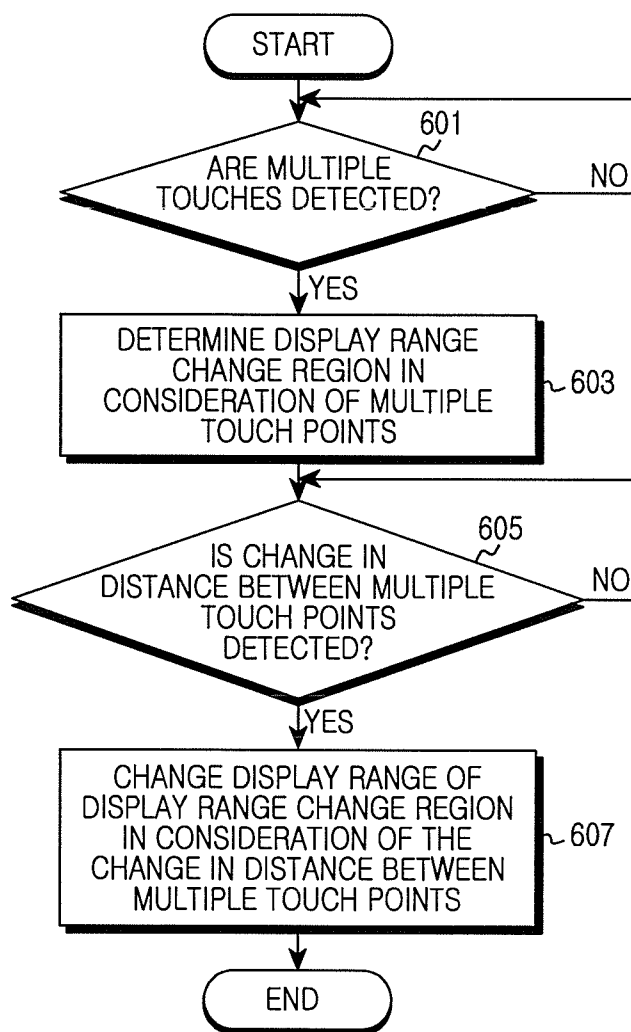 START
601
ARE MULTIPLE
TOUCHES DETECTED?
NO
YES
DETERMINE DISPLAY RANGE
CHANGE REGION IN
CONSIDERATION OF MULTIPLE
TOUCH POINTS
603
605
IS CHANGE IN
DISTANCE BETWEEN MULTIPLE
TOUCH POINTS
DETECTED?
NO
YES
CHANGE DISPLAY RANGE OF
DISPLAY RANGE CHANGE REGION
IN CONSIDERATION OF THE
CHANGE IN DISTANCE BETWEEN
MULTIPLE TOUCH POINTS
607
END